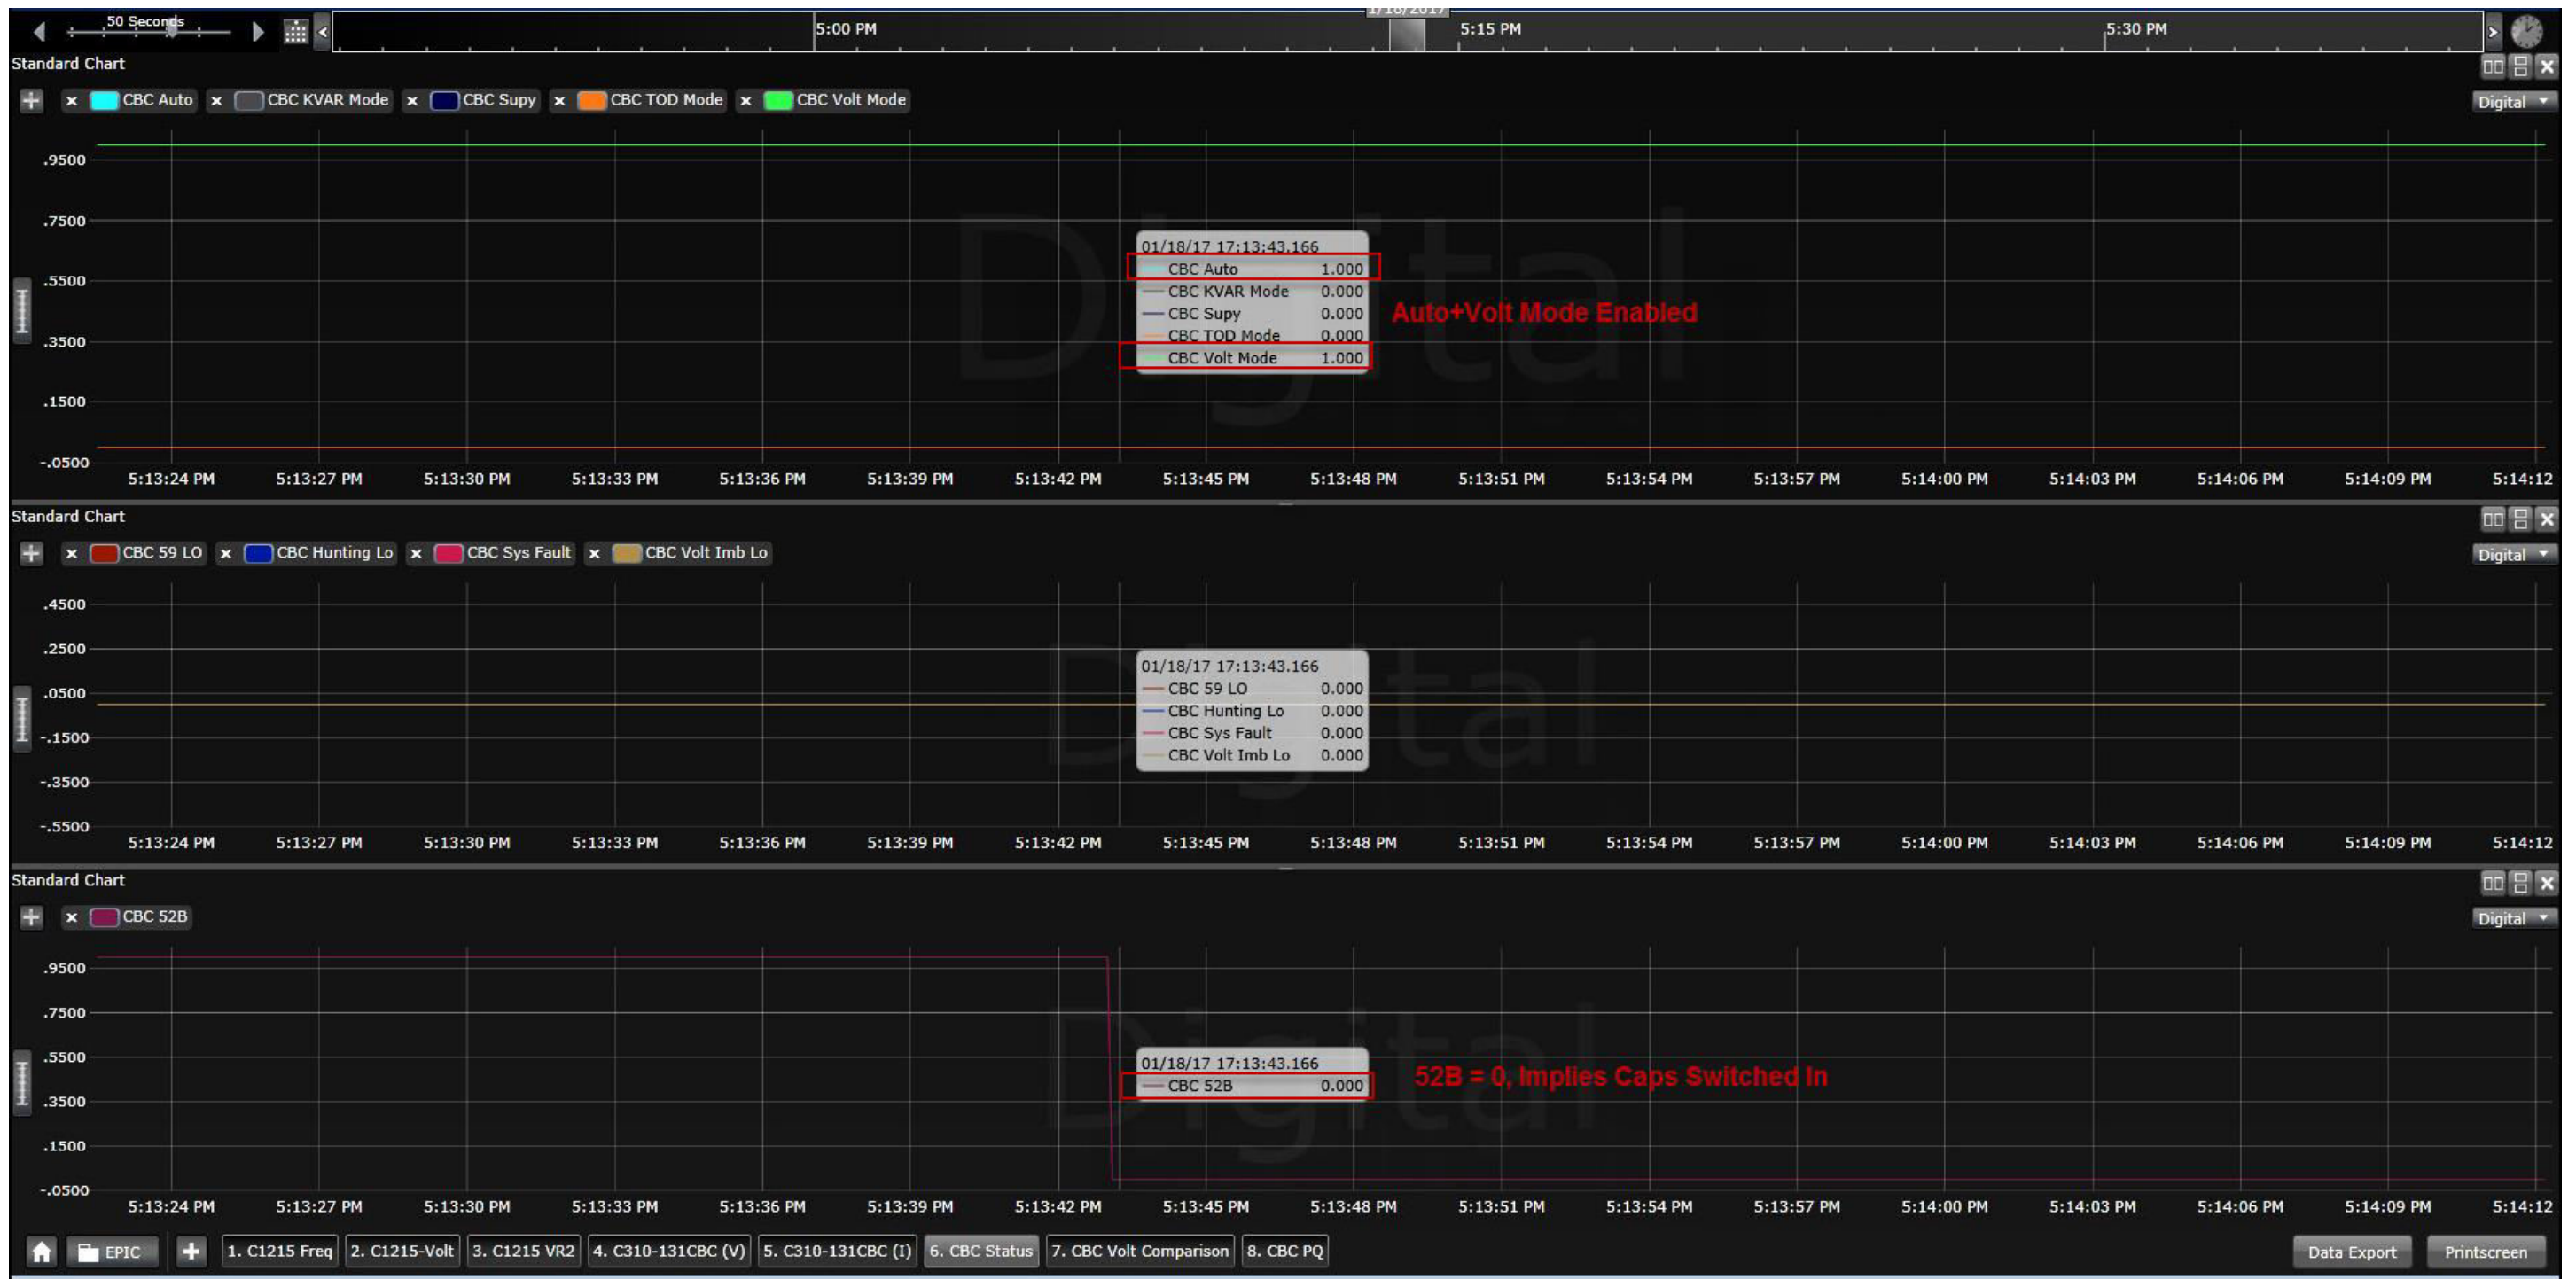 1/18/2017
50 Seconds
5:00 PM 5:15 PM 5:30 PM
Standard Chart
CBC Auto CBC KVAR Mode CBC Supy CBC TOD Mode CBC Volt Mode
Digital
.9500
.7500
.5500
.3500
.1500
-.0500
Digital
01/18/17 17:13:43.166
CBC Auto 1.000
CBC KVAR Mode 0.000
CBC Supy 0.000
CBC TOD Mode 0.000
CBC Volt Mode 1.000
Auto+Volt Mode Enabled
5:13:24 PM 5:13:27 PM 5:13:30 PM 5:13:33 PM 5:13:36 PM 5:13:39 PM 5:13:42 PM 5:13:45 PM 5:13:48 PM 5:13:51 PM 5:13:54 PM 5:13:57 PM 5:14:00 PM 5:14:03 PM 5:14:06 PM 5:14:09 PM 5:14:12
Standard Chart
CBC 59 LO CBC Hunting Lo CBC Sys Fault CBC Volt Imb Lo
Digital
.4500
.2500
.0500
-.1500
-.3500
-.5500
Digital
01/18/17 17:13:43.166
CBC 59 LO 0.000
CBC Hunting Lo 0.000
CBC Sys Fault 0.000
CBC Volt Imb Lo 0.000
5:13:24 PM 5:13:27 PM 5:13:30 PM 5:13:33 PM 5:13:36 PM 5:13:39 PM 5:13:42 PM 5:13:45 PM 5:13:48 PM 5:13:51 PM 5:13:54 PM 5:13:57 PM 5:14:00 PM 5:14:03 PM 5:14:06 PM 5:14:09 PM 5:14:12
Standard Chart
CBC 52B
Digital
.9500
.7500
.5500
.3500
.1500
-.0500
Digital
01/18/17 17:13:43.166
CBC 52B 0.000
52B = 0, Implies Caps Switched In
5:13:24 PM 5:13:27 PM 5:13:30 PM 5:13:33 PM 5:13:36 PM 5:13:39 PM 5:13:42 PM 5:13:45 PM 5:13:48 PM 5:13:51 PM 5:13:54 PM 5:13:57 PM 5:14:00 PM 5:14:03 PM 5:14:06 PM 5:14:09 PM 5:14:12
EPIC 1. C1215 Freq 2. C1215-Volt 3. C1215 VR2 4. C310-131CBC (V) 5. C310-131CBC (I) 6. CBC Status 7. CBC Volt Comparison 8. CBC PQ Data Export Printscreen